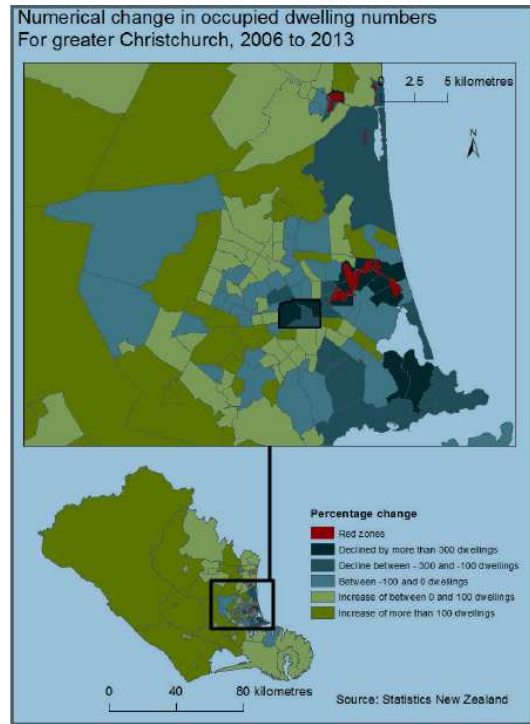 Numerical change in occupied dwelling numbers
For greater Christchurch, 2006 to 2013
0 2.5 5 kilometres
N
Percentage change
Red zones
Declined by more than 300 dwellings
Decline between - 300 and -100 dwellings
Between -100 and 0 dwellings
Increase of between 0 and 100 dwellings
Increase of more than 100 dwellings
0 40 80 kilometres
Source: Statistics New Zealand